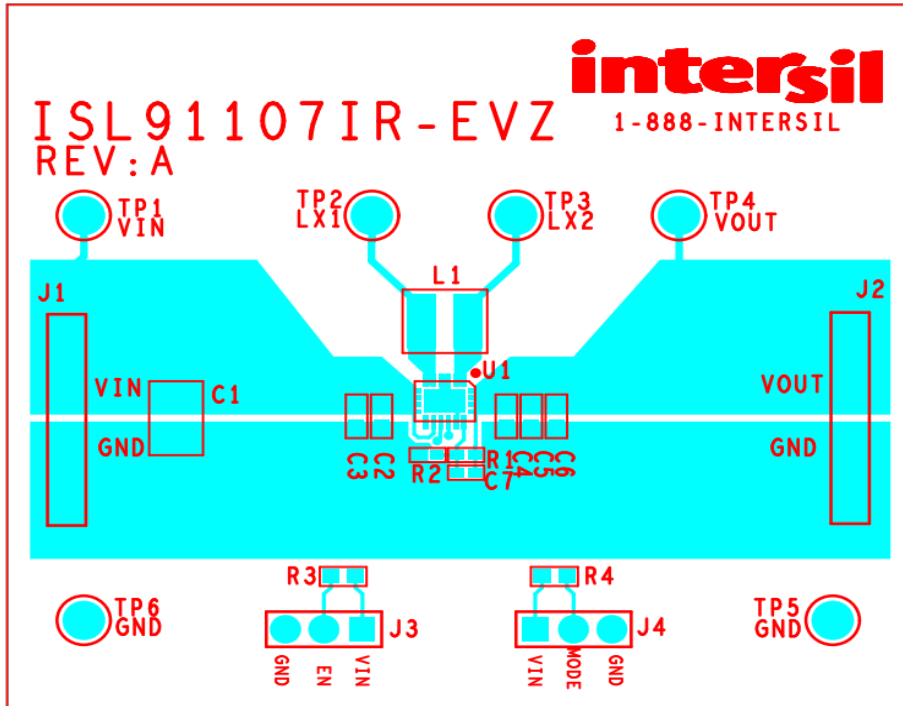 intersil
ISL91107IR-EVZ
1-888-INTERSIL
REV:A
TP1
VIN
TP2
LX1
TP3
LX2
TP4
VOUT
L1
J1
J2
U1
VIN
C1
VOUT
GND
GND
C3
C2
R2
R1
C7
C4
C5
C6
R3
R4
TP6
GND
TP5
GND
J3
J4
GND
EN
VIN
VIN
MODE
GND